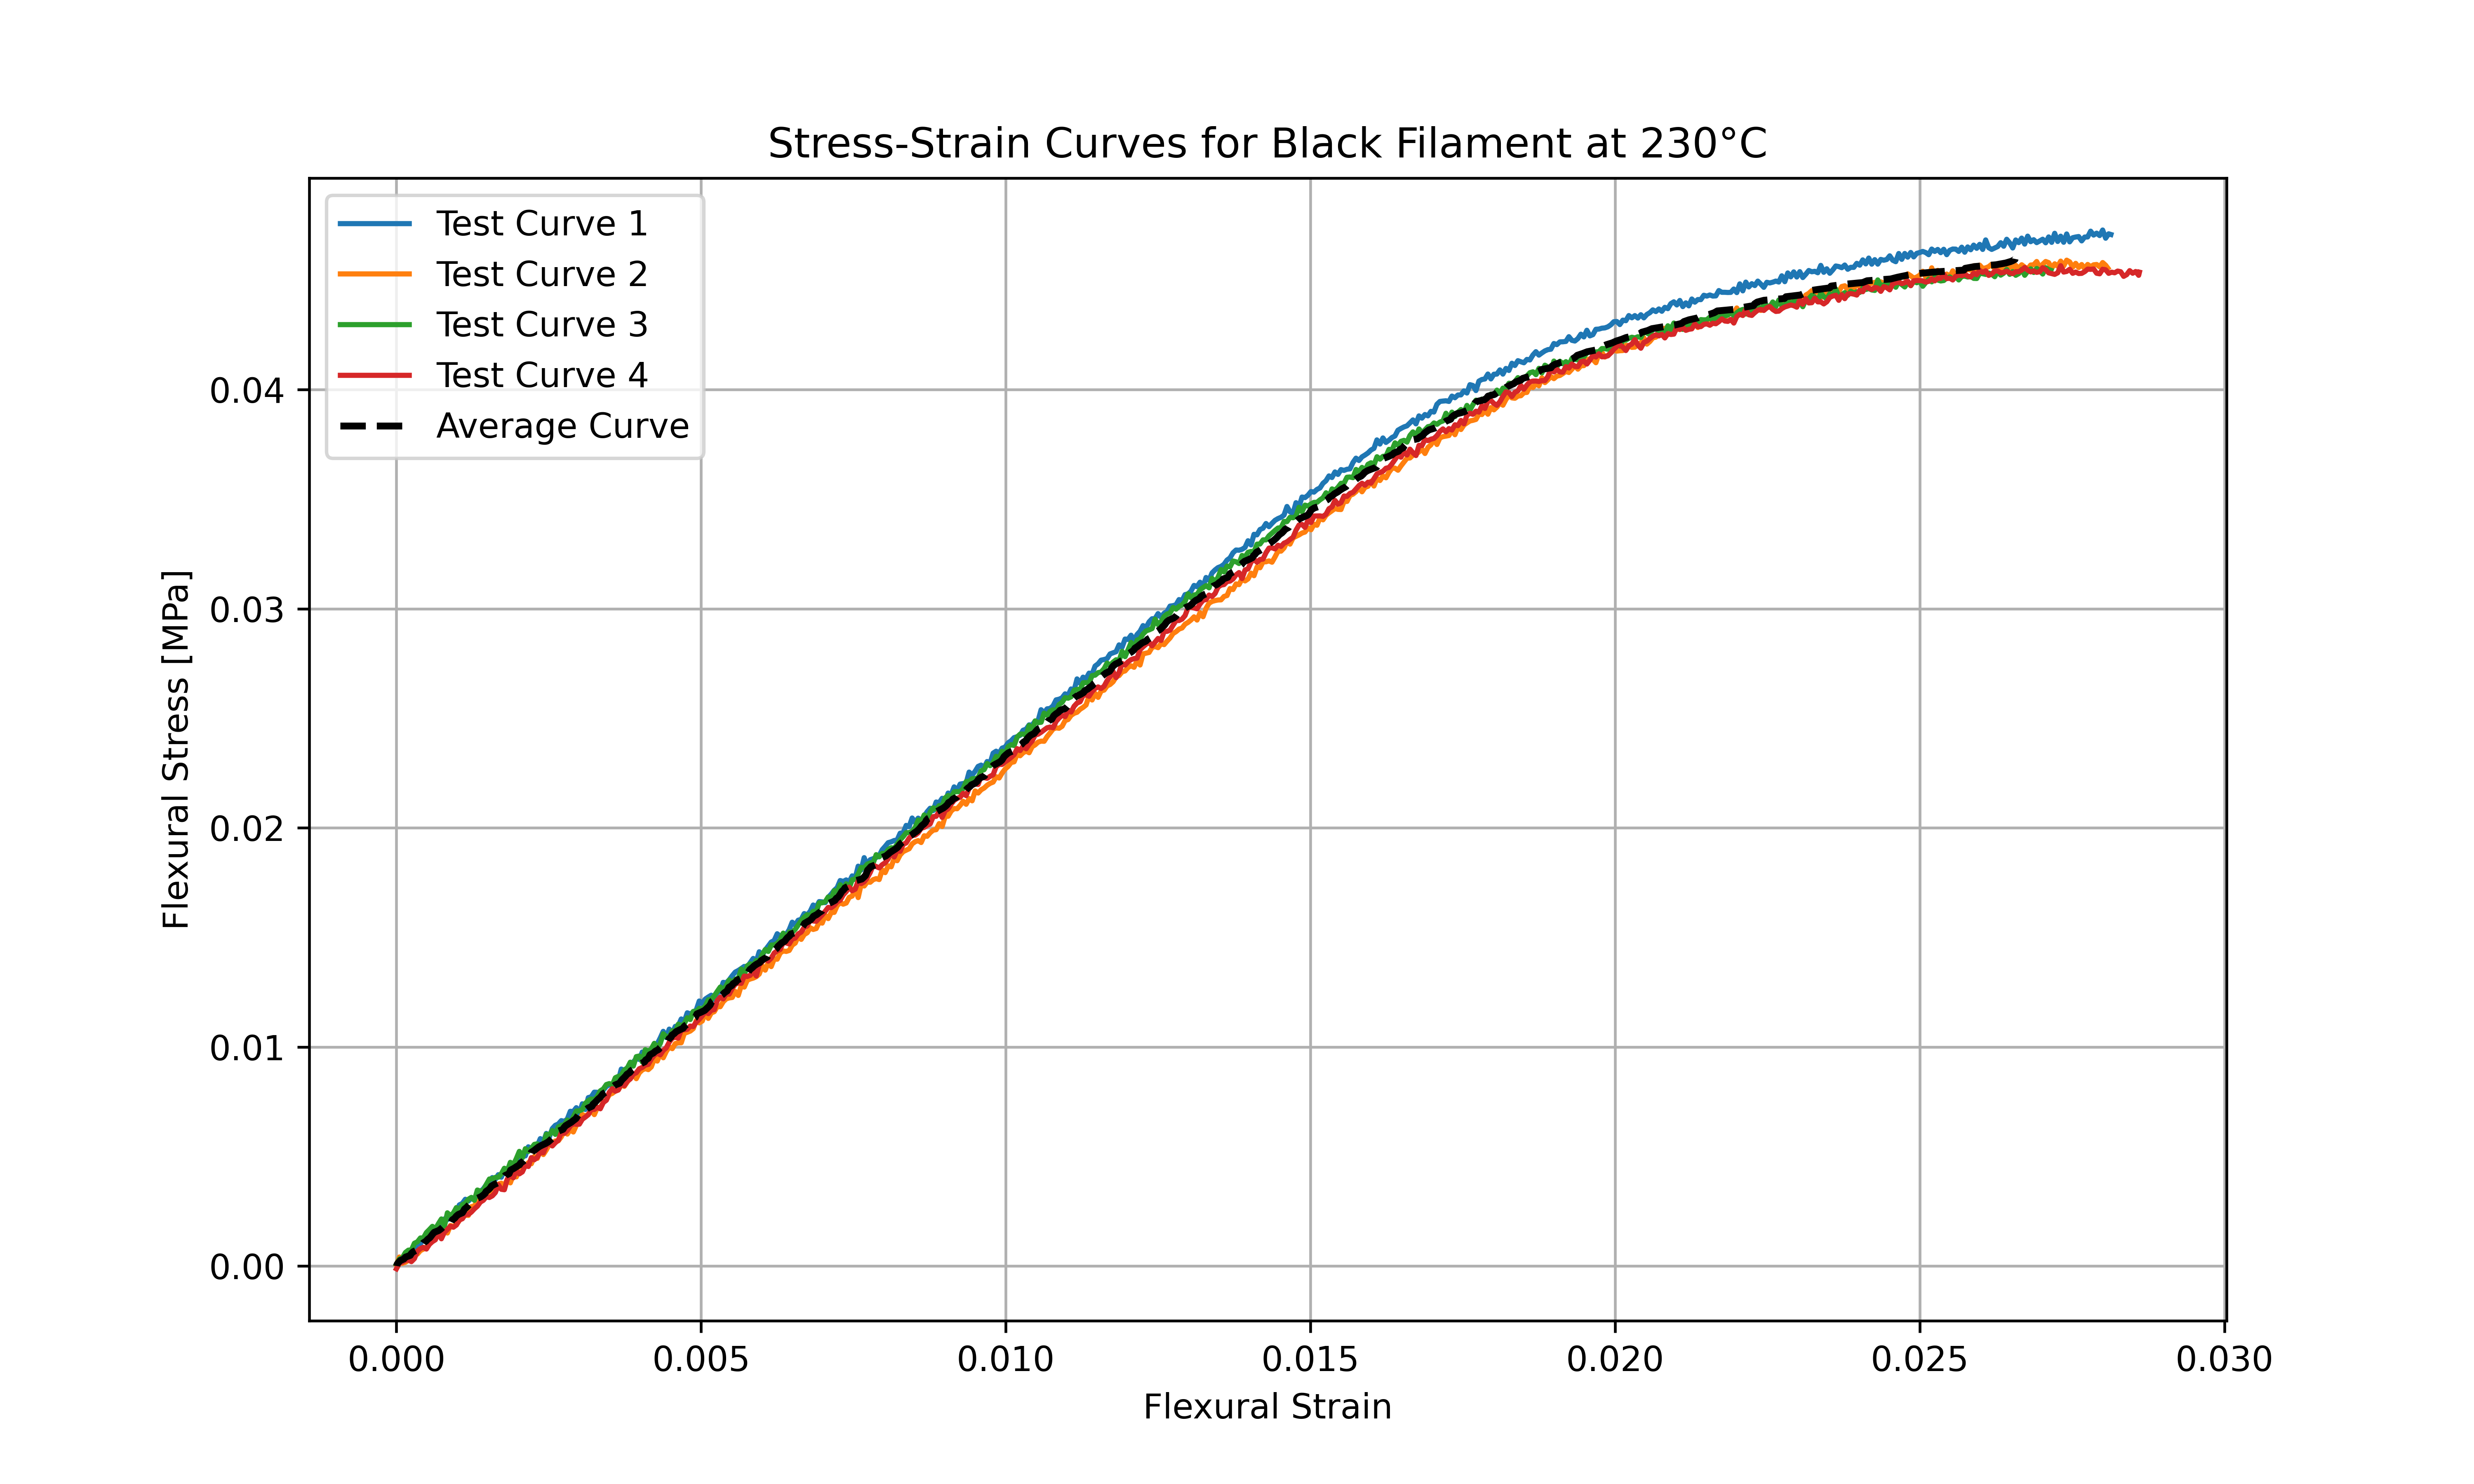 Stress-Strain Curves for Black Filament at 230°C
Test Curve 1
Test Curve 2
Test Curve 3
Test Curve 4
Average Curve
Flexural Stress [MPa]
0.04
0.03
0.02
0.01
0.00
0.000
0.005
0.010
0.015
0.020
0.025
0.030
Flexural Strain